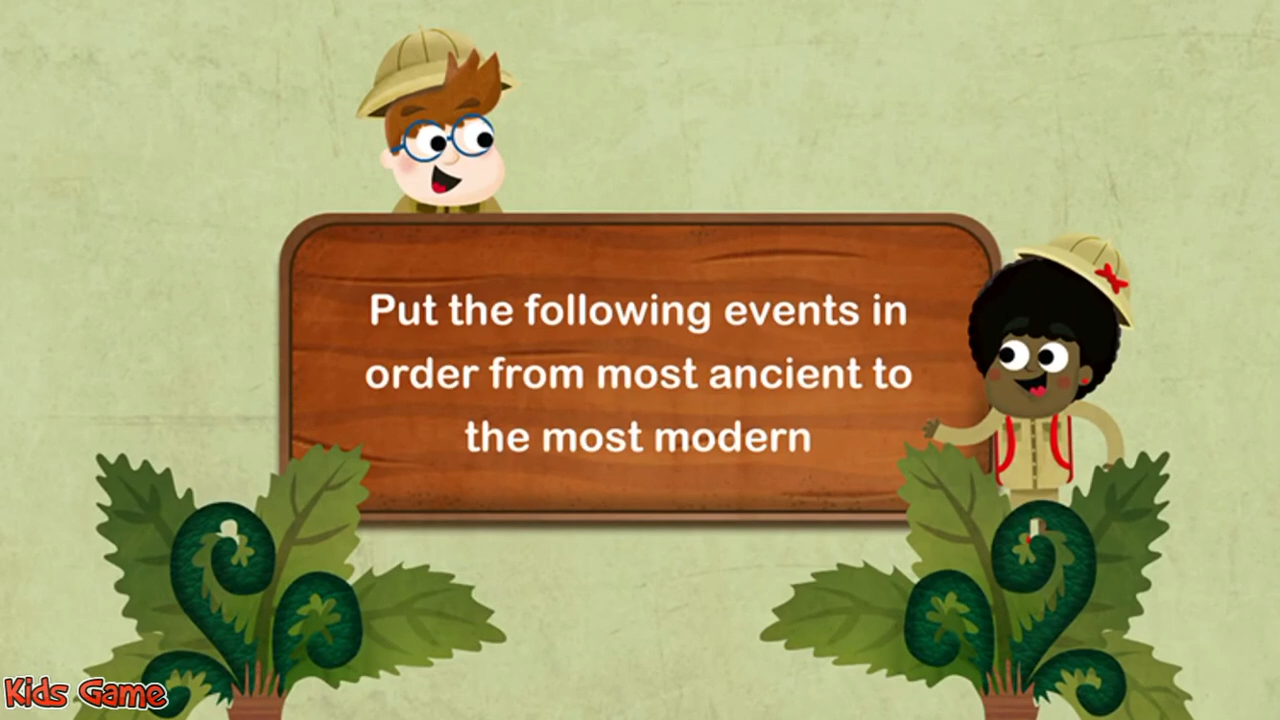 Put the following events in
order from most ancient to
the most modern
Kids Game